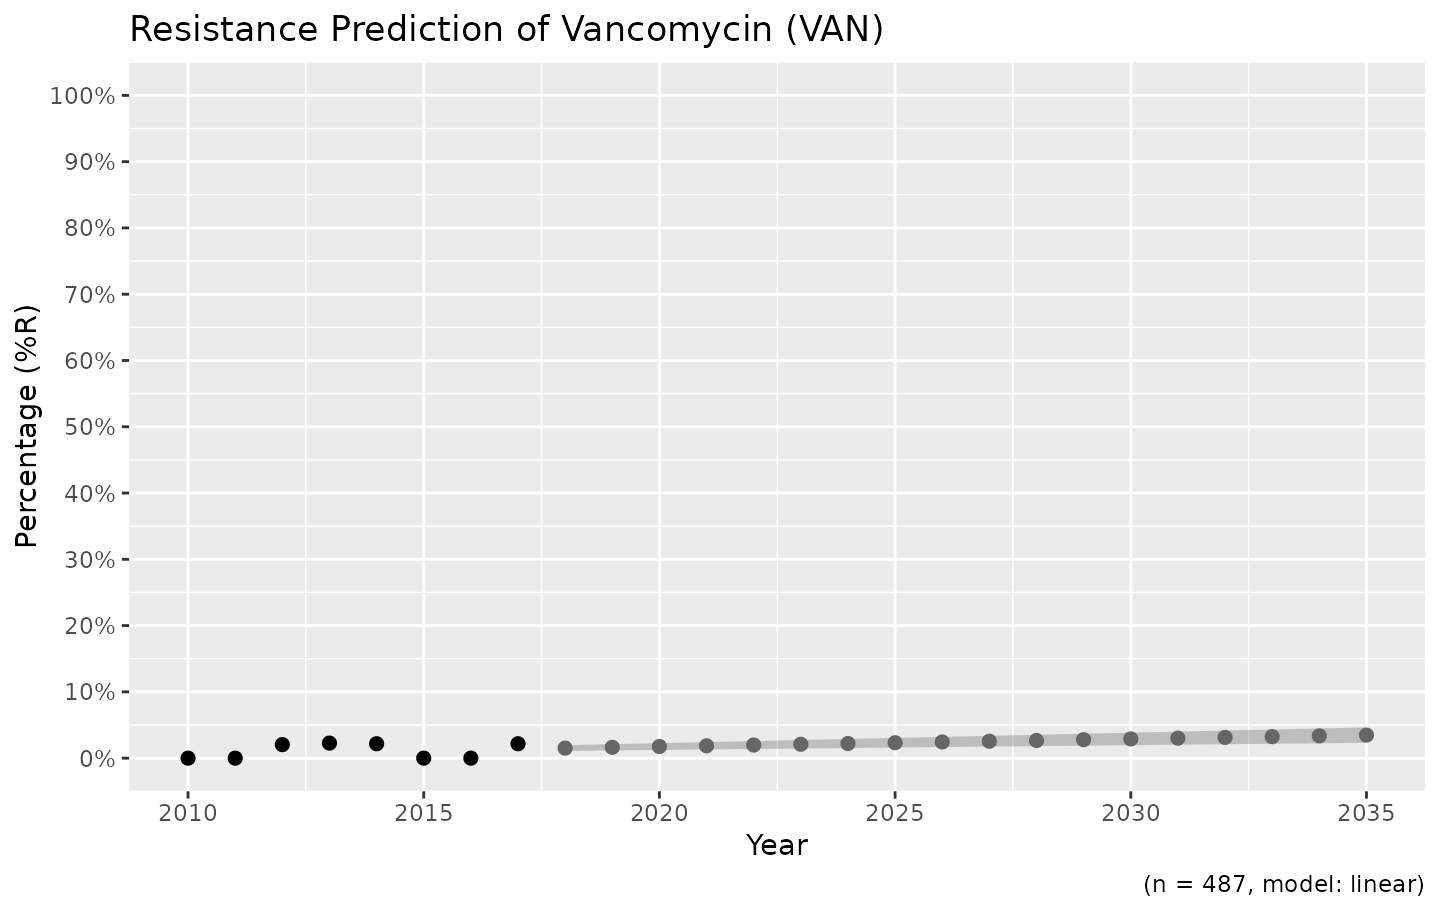 Resistance Prediction of Vancomycin (VAN)
100%
90%
80%
70%
60%
50%
40%
30%
20%
10%
0%
Percentage (%R)
2010 2015 2020 2025 2030 2035
Year
(n = 487, model: linear)